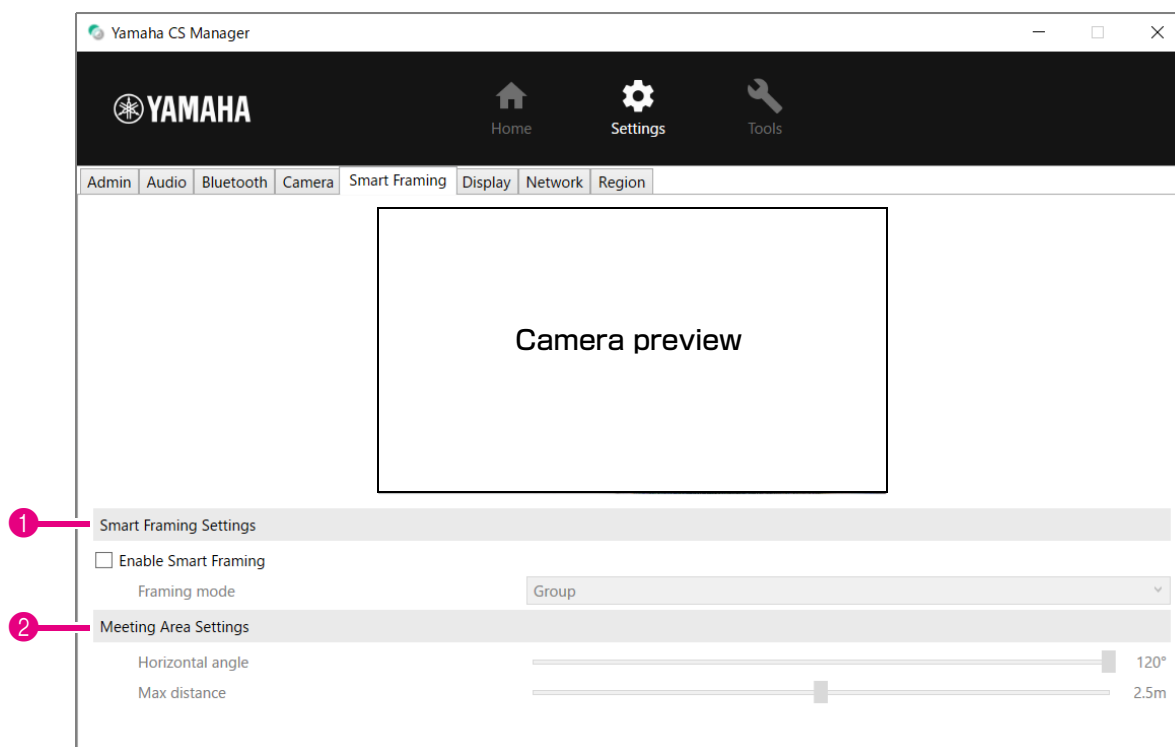 Yamaha CS Manager
YAMAHA
Home Settings Tools
Admin Audio Bluetooth Camera Smart Framing Display Network Region
Camera preview
1 Smart Framing Settings
Enable Smart Framing
Framing mode Group
2 Meeting Area Settings
Horizontal angle 120°
Max distance 2.5m